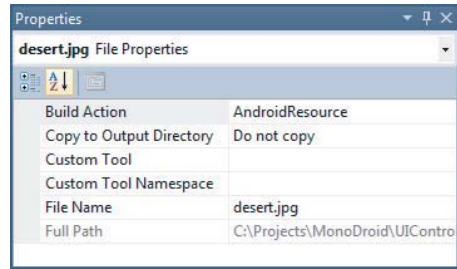 Properties
desert.jpg File Properties
Build Action AndroidResource
Copy to Output Directory Do not copy
Custom Tool
Custom Tool Namespace
File Name desert.jpg
Full Path C:\Projects\MonoDroid\UIContro